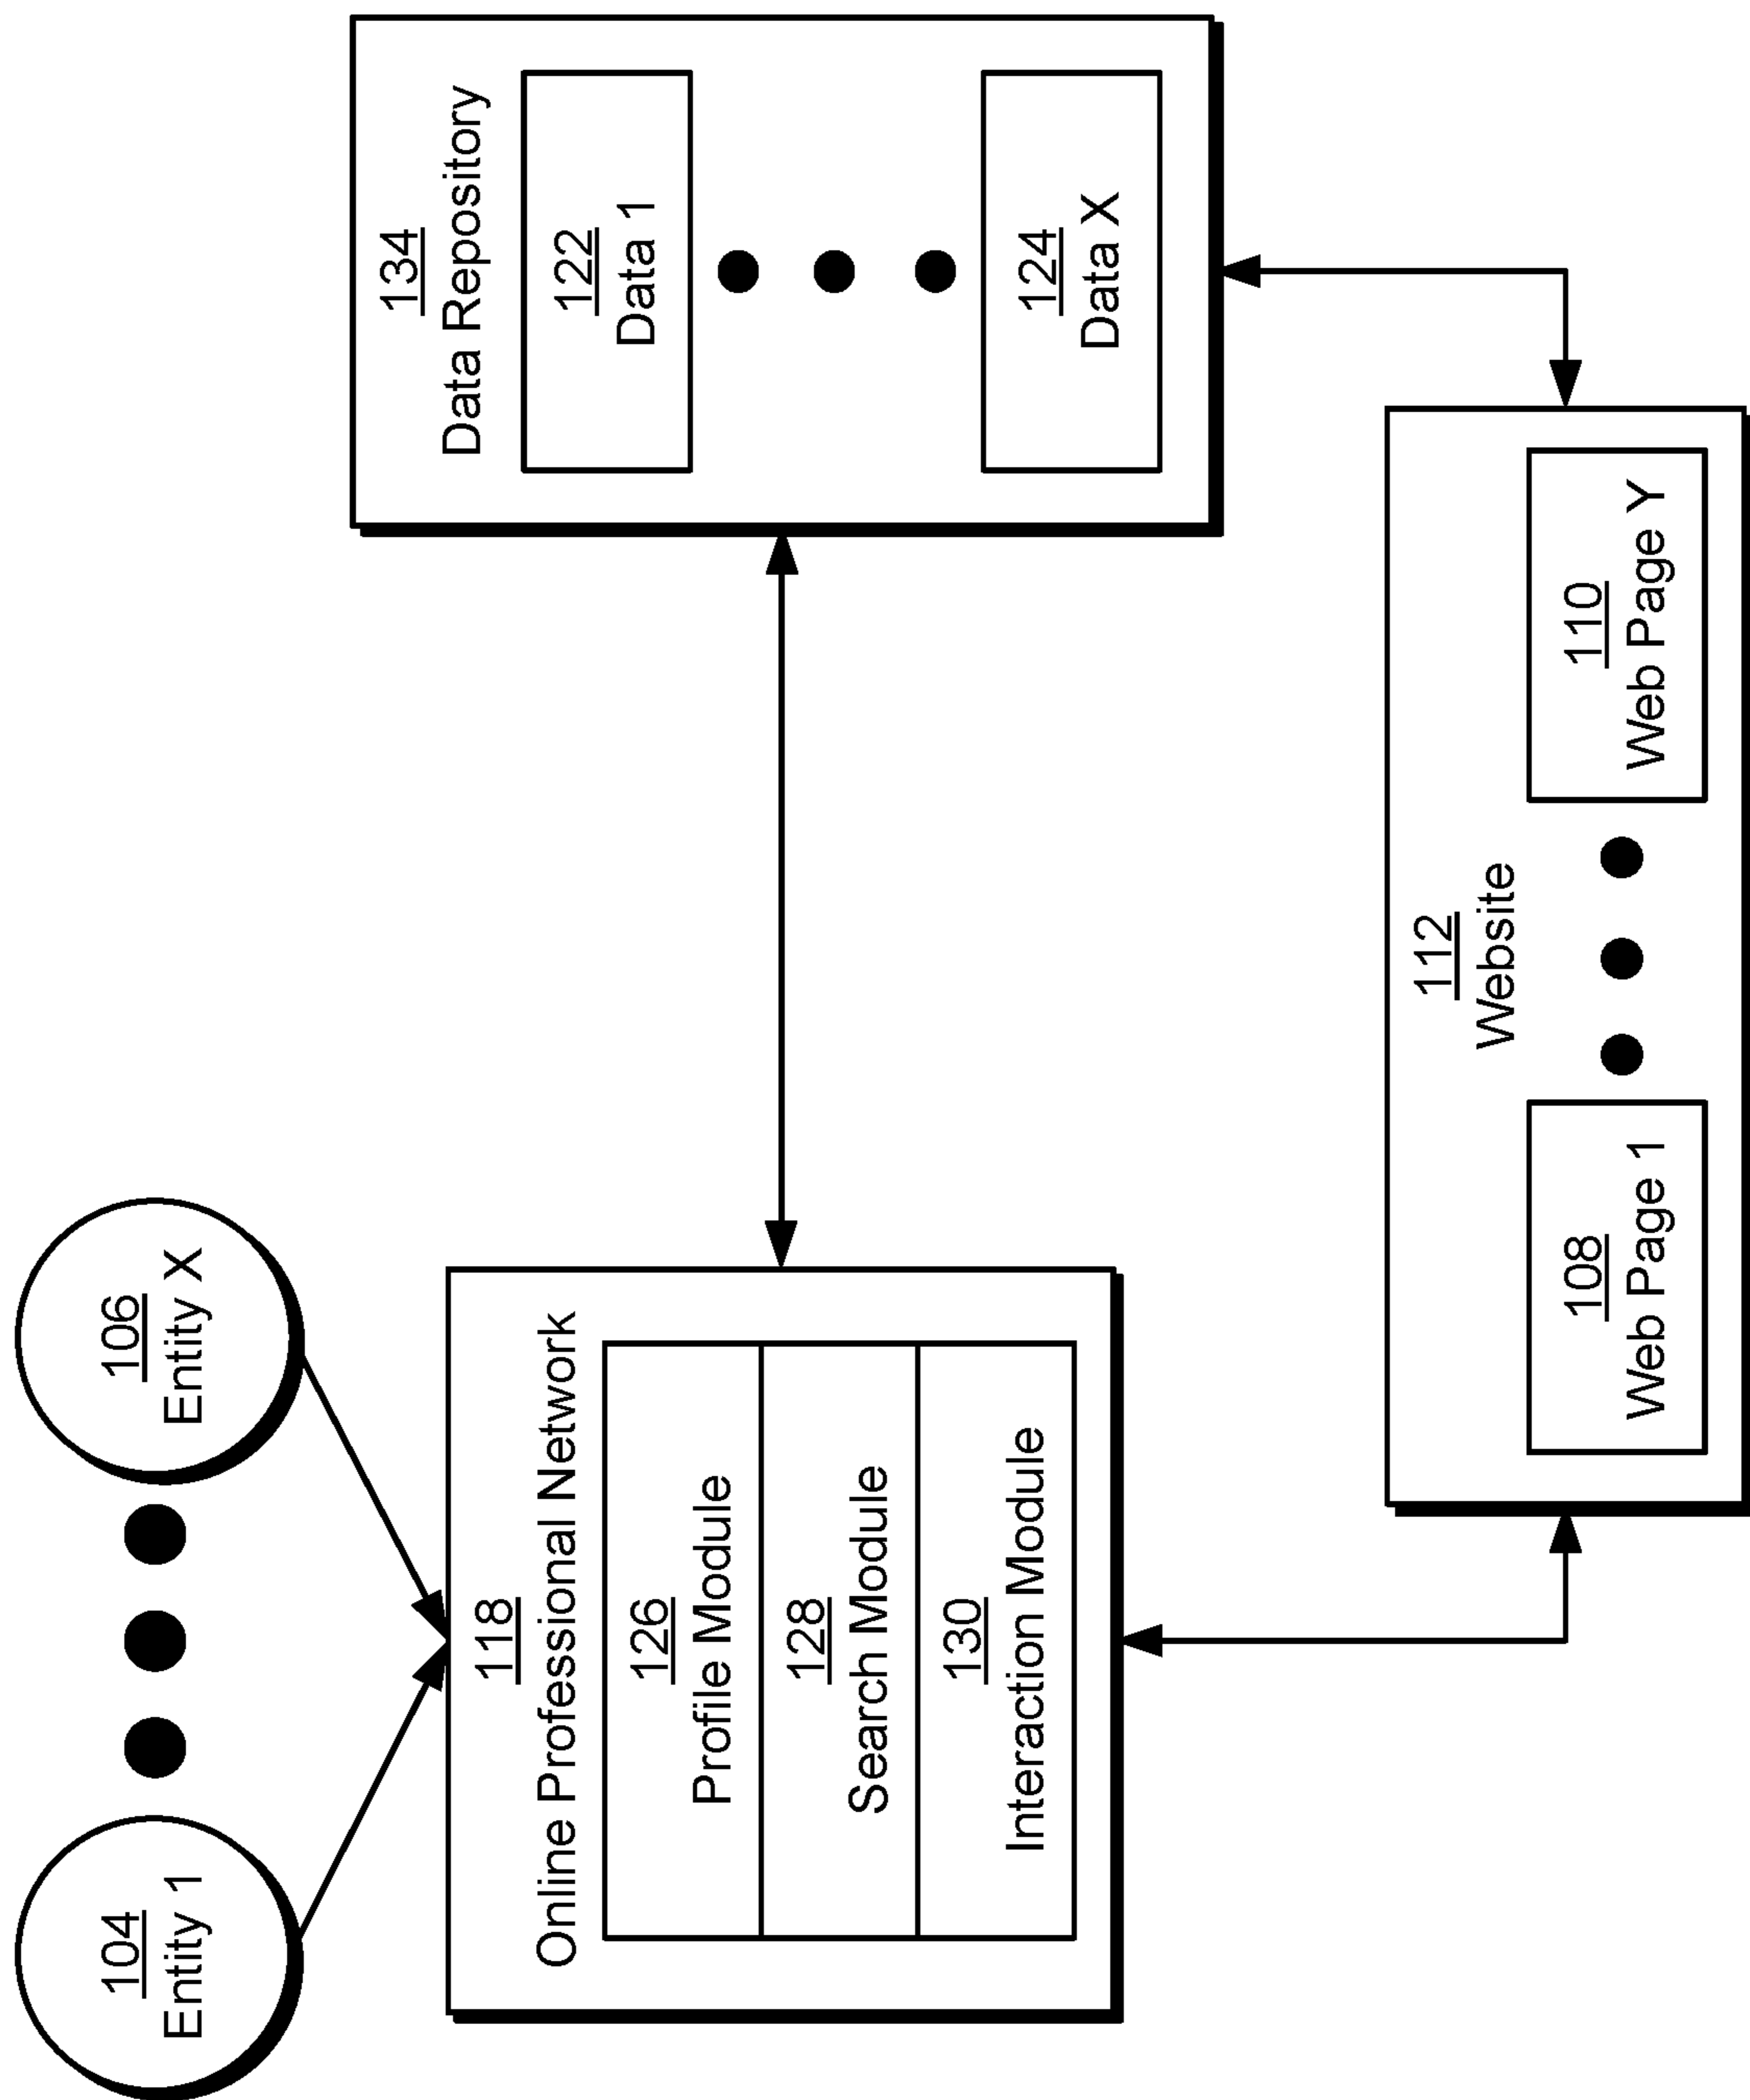 104
Entity 1
106
Entity X
118
Online Professional Network
126
Profile Module
128
Search Module
130
Interaction Module
134
Data Repository
122
Data 1
124
Data X
112
Website
108
Web Page 1
110
Web Page Y